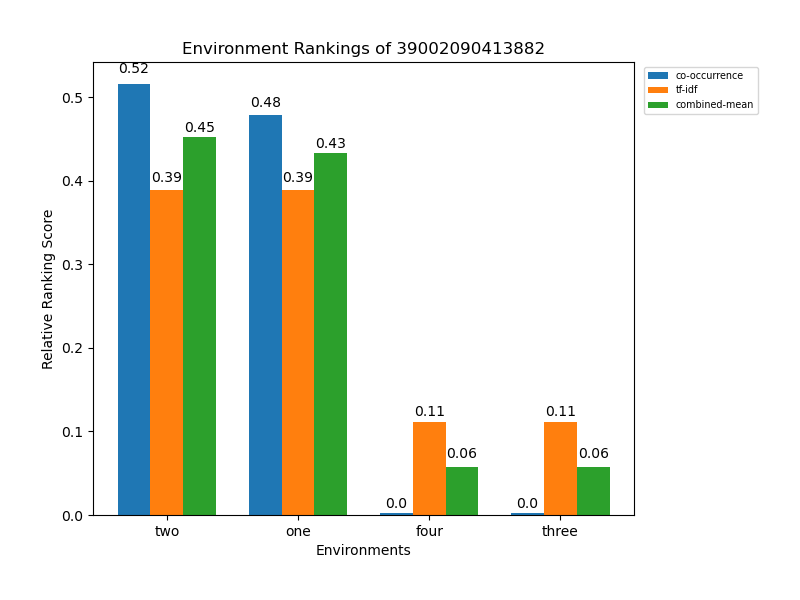 Environment Rankings of 39002090413882
co-occurrence
tf-idf
combined-mean
Relative Ranking Score
0.5
0.4
0.3
0.2
0.1
0.0
0.52
0.39
0.45
0.48
0.39
0.43
0.0
0.11
0.06
0.0
0.11
0.06
two one four three
Environments